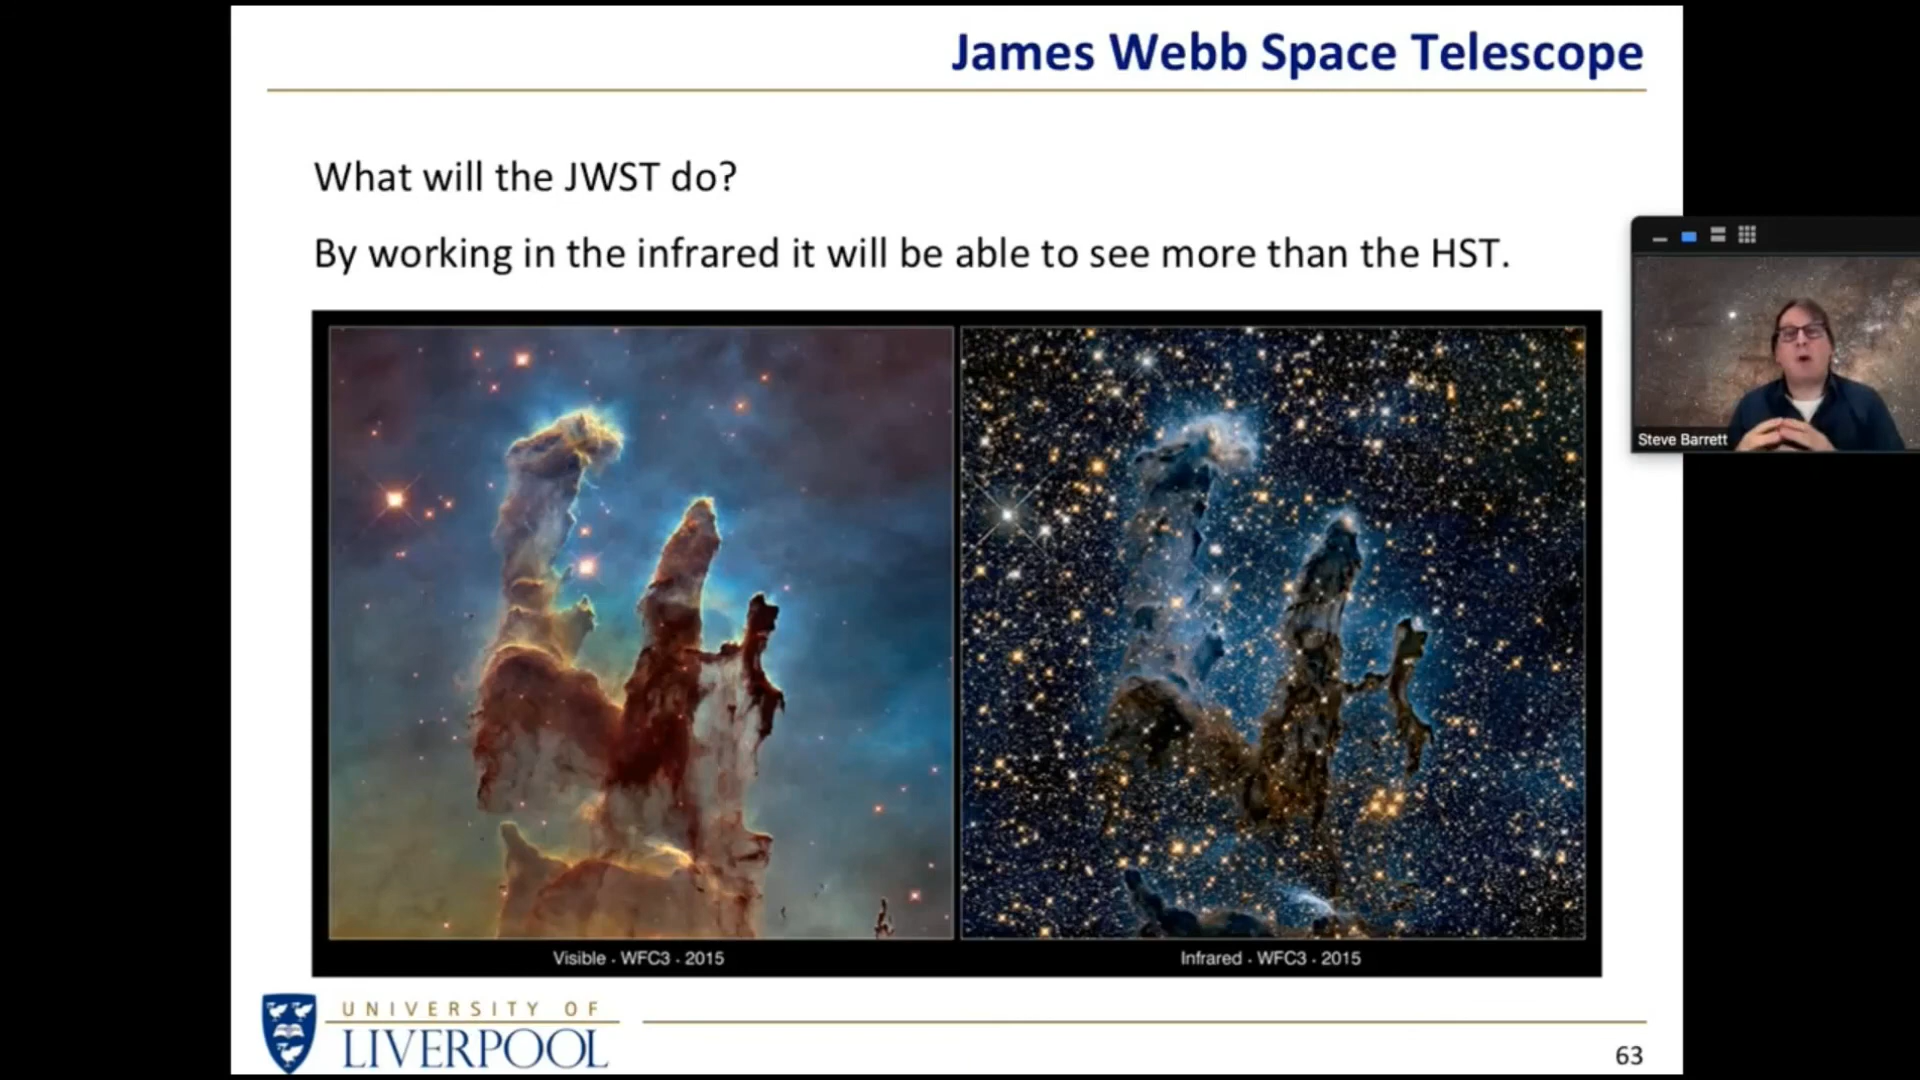 James Webb Space Telescope
What will the JWST do?
By working in the infrared it will be able to see more than the HST.
Steve Barrett
Visible · WFC3 · 2015
Infrared · WFC3 · 2015
UNIVERSITY OF
LIVERPOOL
63